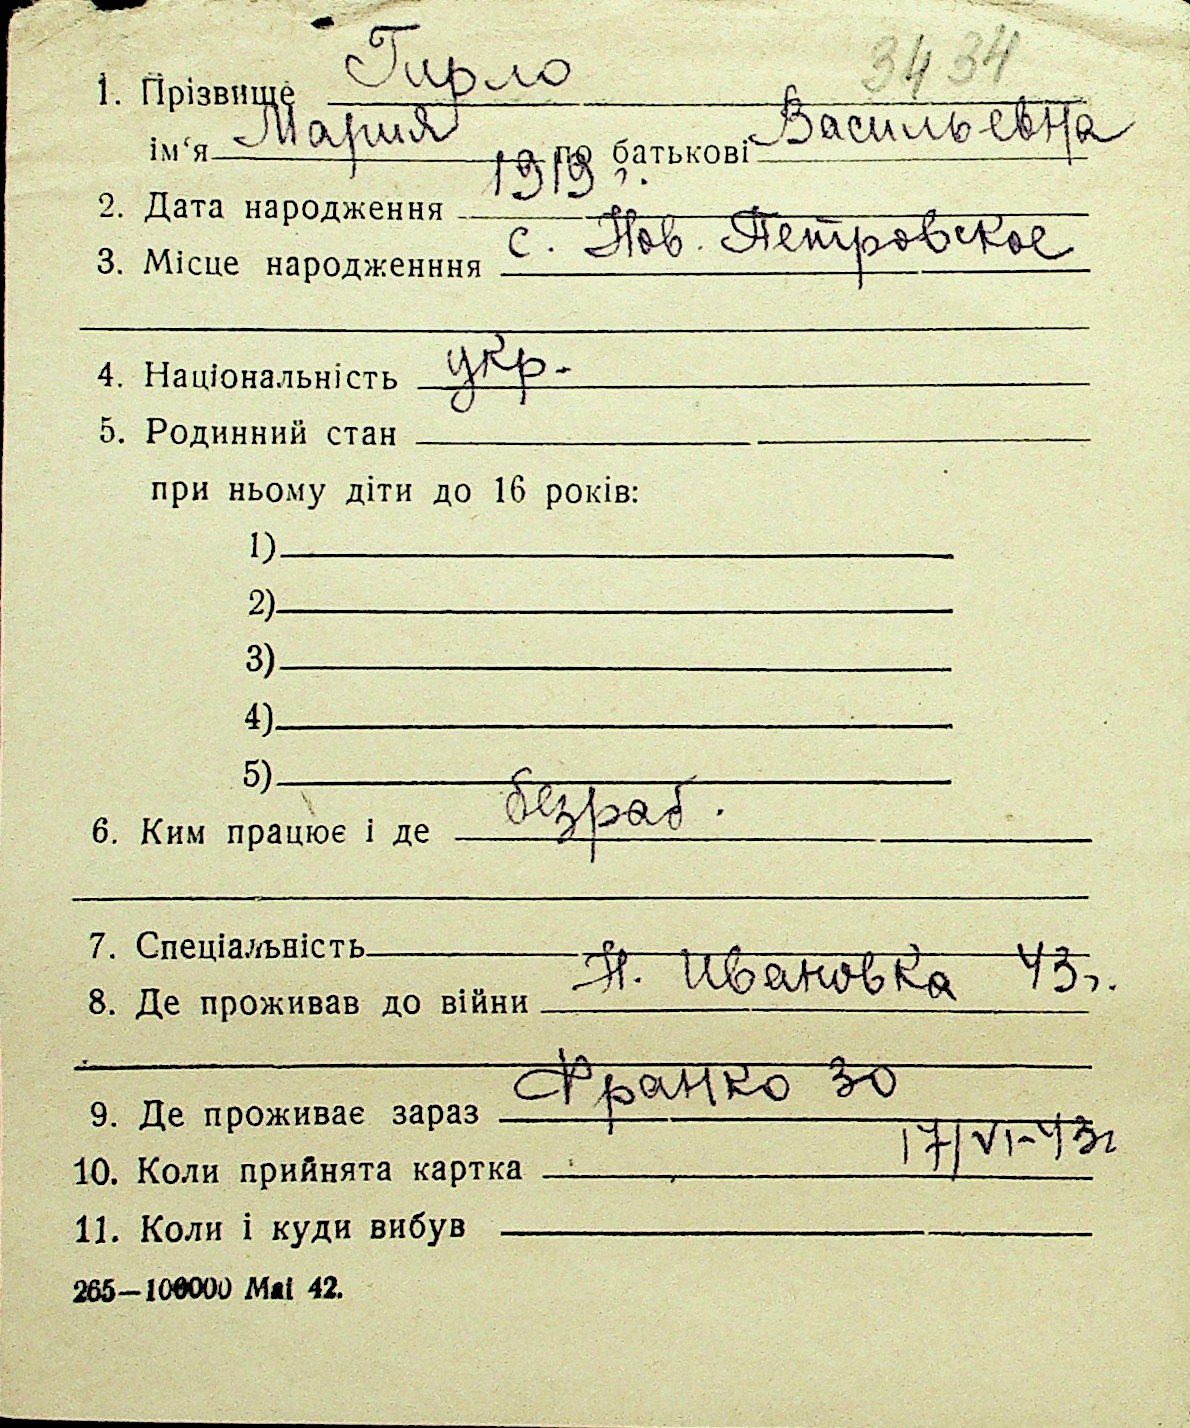 3434
1. Прізвище Гирло
ім'я Мария по батькові Васильевна
2. Дата народження 1919 г.
3. Місце народженння с. Нов. Петровское
4. Національність укр.
5. Родинний стан
при ньому діти до 16 років:
1)
2)
3)
4)
5)
6. Ким працює і де безраб.
7. Спеціальність
8. Де проживав до війни Н. Ивановка 43 г.
9. Де проживає зараз Франко 30
10. Коли прийнята картка 17/VI-43 г
11. Коли і куди вибув
265—100000 Mai 42.